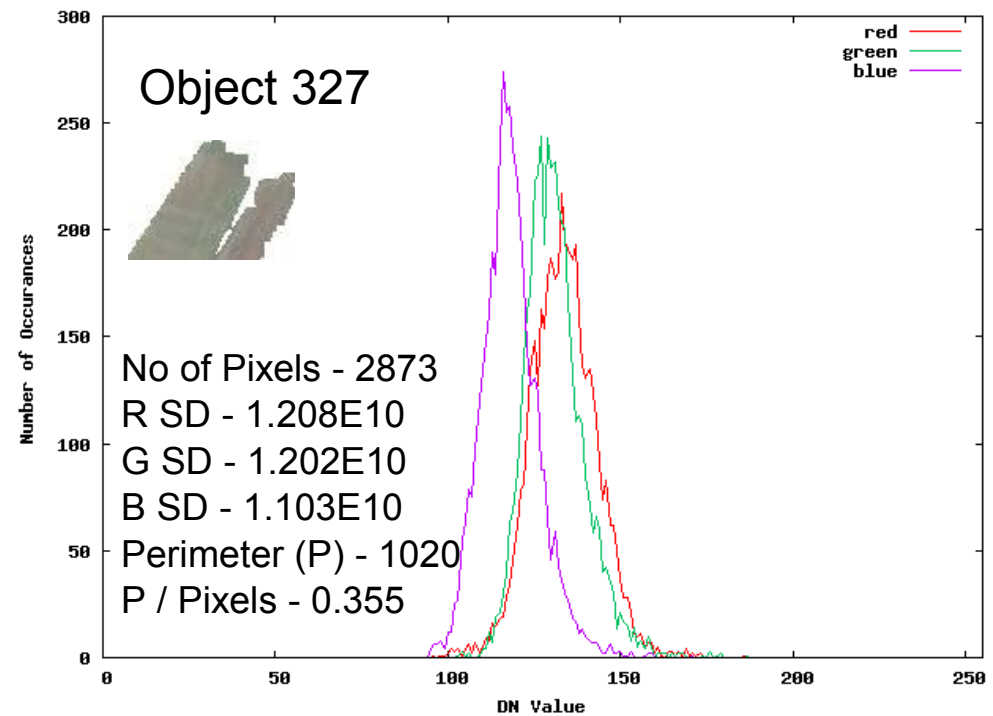 300
250
200
150
100
50
0
Number of Occurances
red
green
blue
Object 327
No of Pixels - 2873
R SD - 1.208E10
G SD - 1.202E10
B SD - 1.103E10
Perimeter (P) - 1020
P / Pixels - 0.355
0 50 100 150 200 250
DN Value